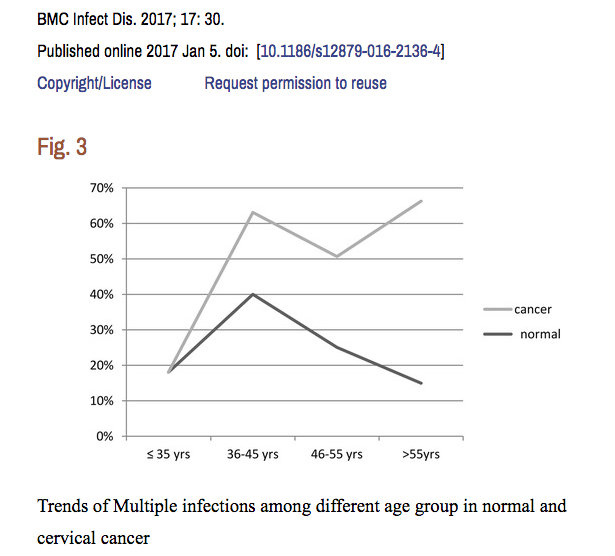 BMC Infect Dis. 2017; 17: 30.
Published online 2017 Jan 5. doi: [10.1186/s12879-016-2136-4]
Copyright/License Request permission to reuse
Fig. 3
70%
60%
50%
40%
30%
20%
10%
0%
≤ 35 yrs 36-45 yrs 46-55 yrs >55yrs
cancer
normal
Trends of Multiple infections among different age group in normal and
cervical cancer